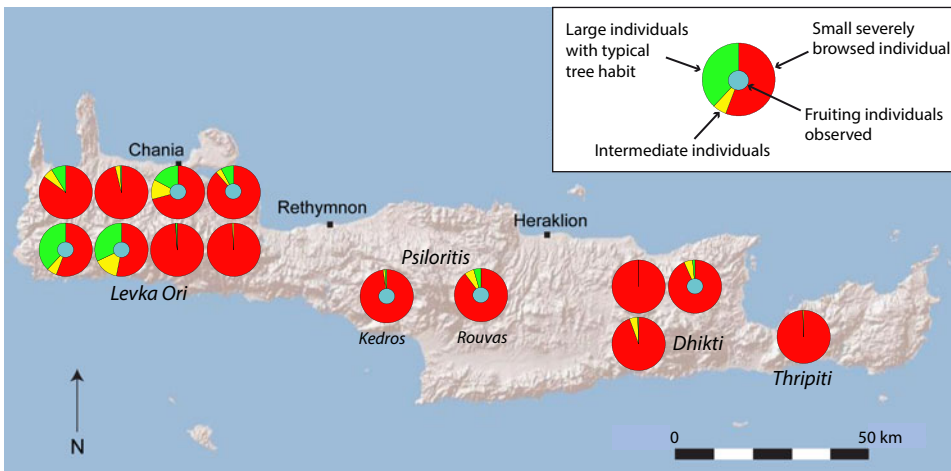 Large individuals
with typical
tree habit
Small severely
browsed individual
Fruiting individuals
observed
Intermediate individuals
Chania
Rethymnon
Heraklion
Psiloritis
Levka Ori
Kedros
Rouvas
Dhikti
Thripiti
N
0 50 km